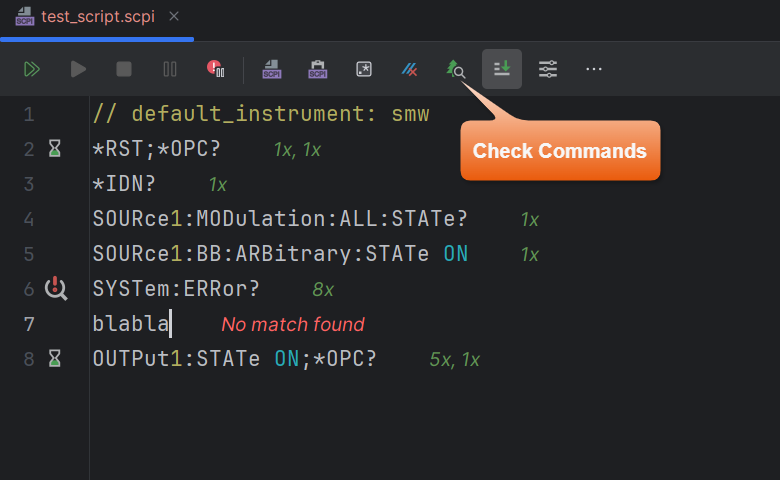 test_script.scpi
SCPI
SCPI SCPI
Check Commands
1 // default_instrument: smw
2 *RST;*OPC? 1x, 1x
3 *IDN? 1x
4 SOURce1:MODulation:ALL:STATe? 1x
5 SOURce1:BB:ARBitrary:STATe ON 1x
6 SYSTem:ERRor? 8x
7 blabla No match found
8 OUTPut1:STATe ON;*OPC? 5x, 1x